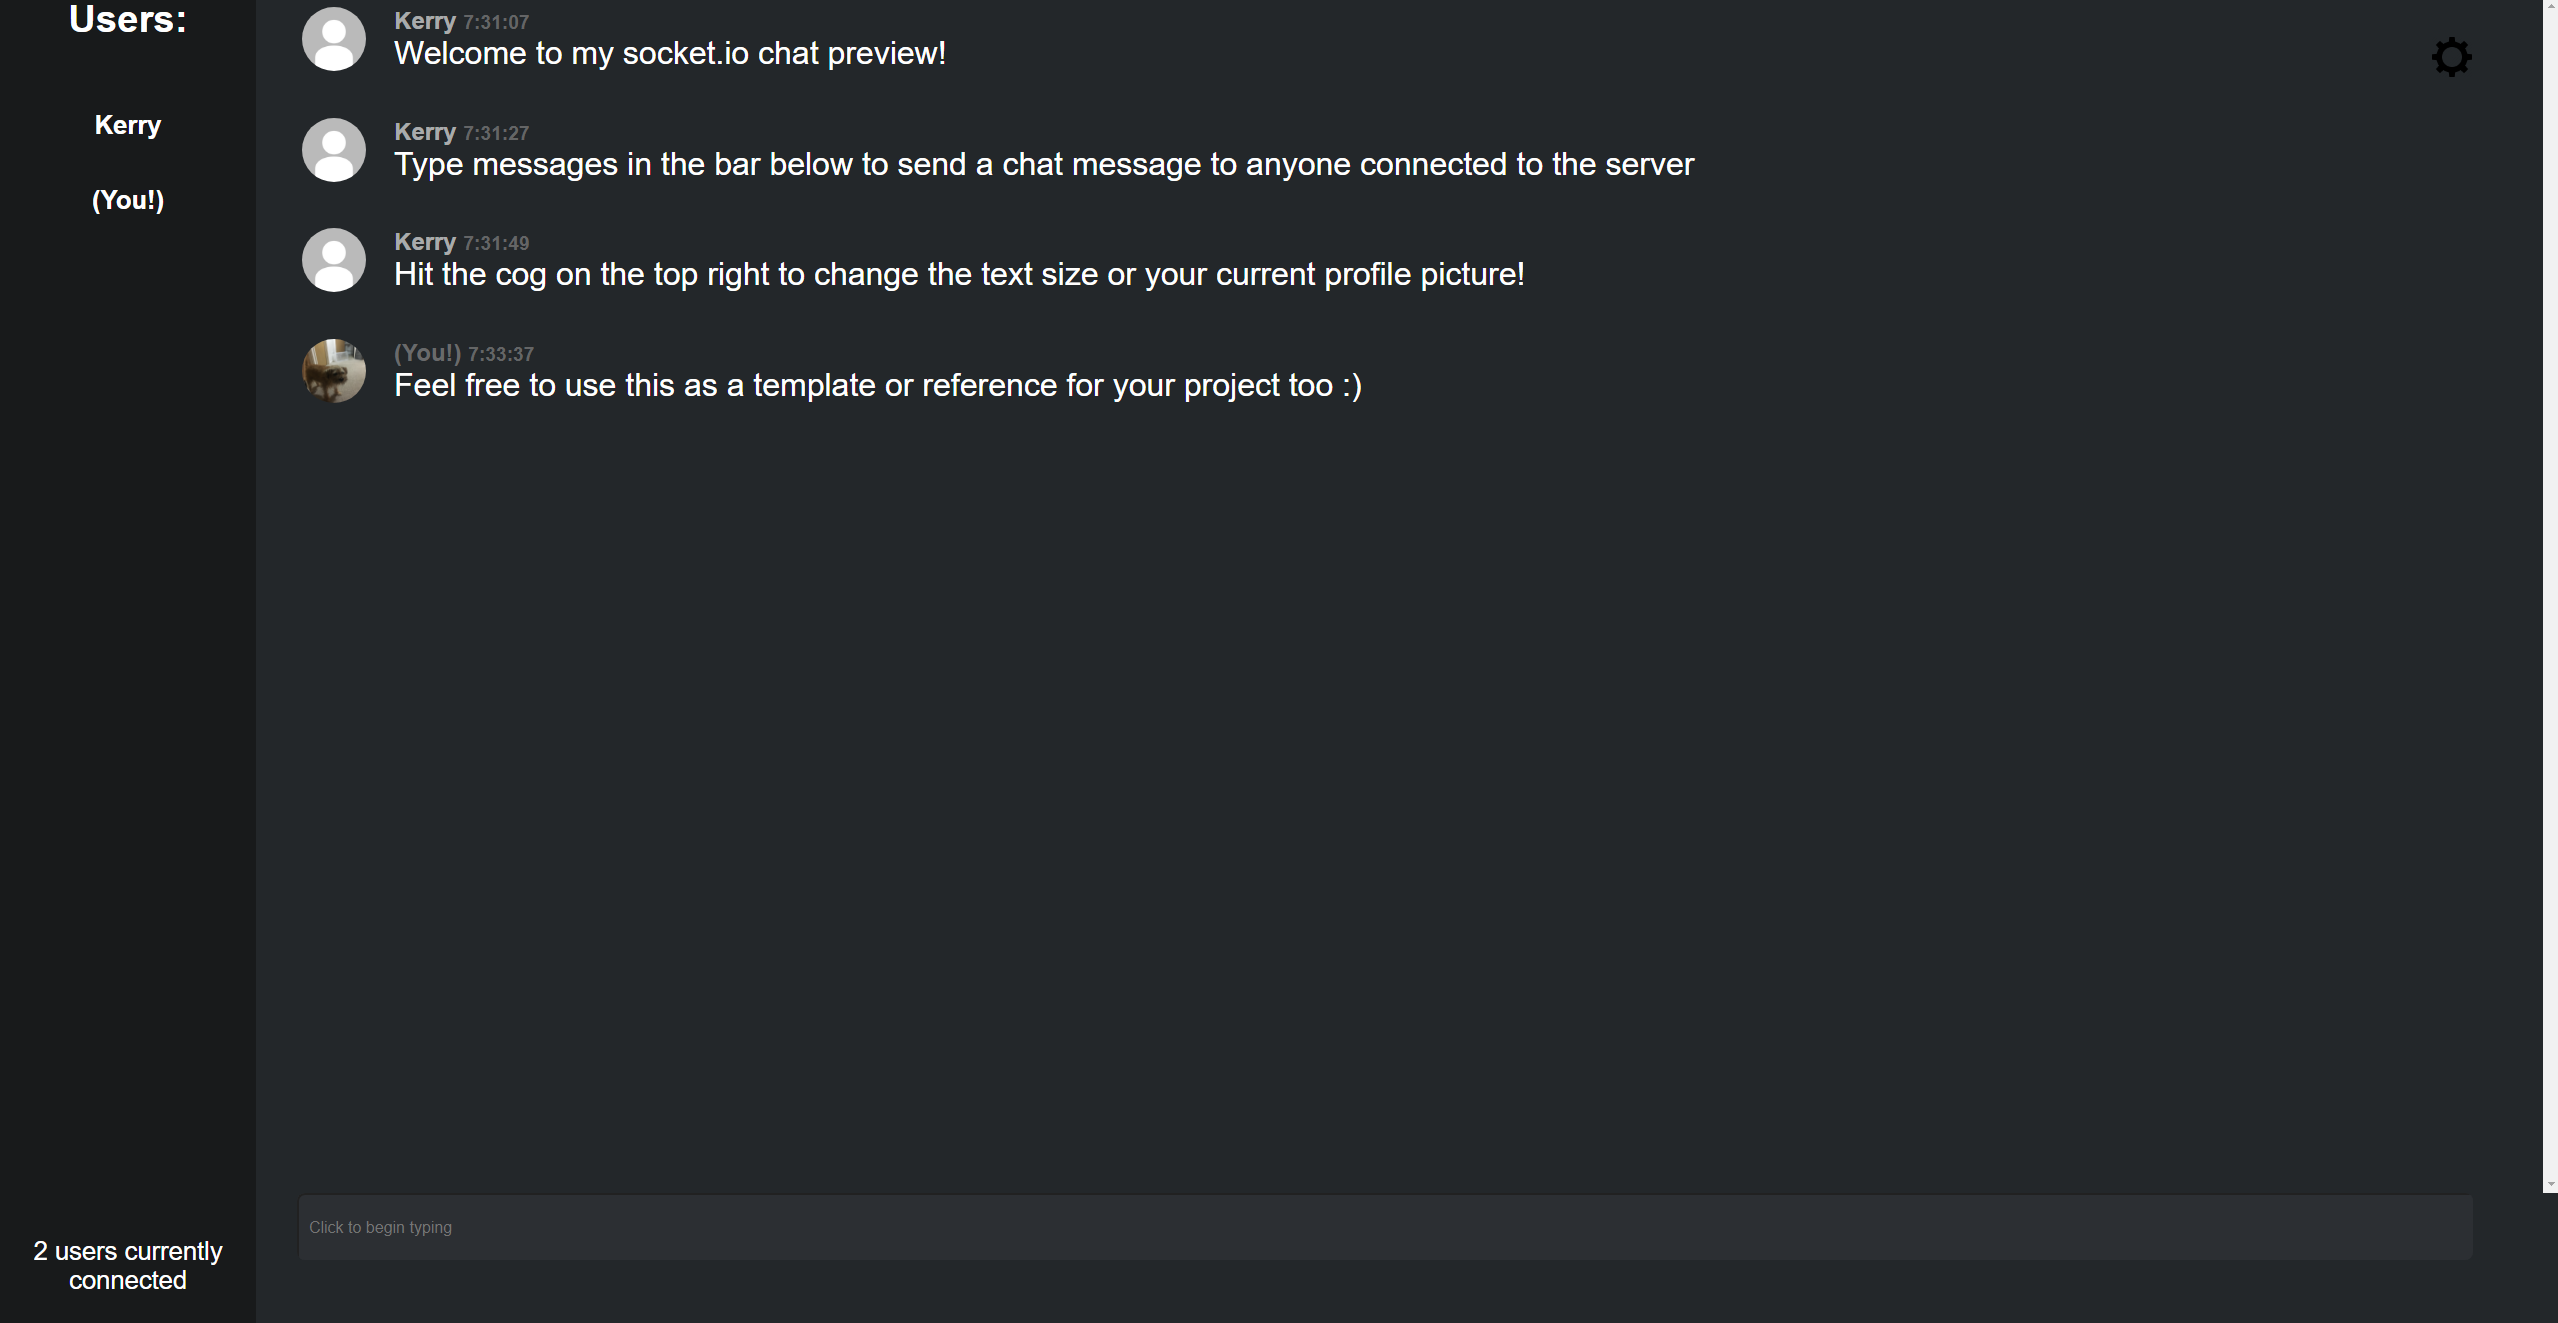 Users:
Kerry
(You!)
2 users currently
connected
Kerry 7:31:07
Welcome to my socket.io chat preview!
Kerry 7:31:27
Type messages in the bar below to send a chat message to anyone connected to the server
Kerry 7:31:49
Hit the cog on the top right to change the text size or your current profile picture!
(You!) 7:33:37
Feel free to use this as a template or reference for your project too :)
Click to begin typing